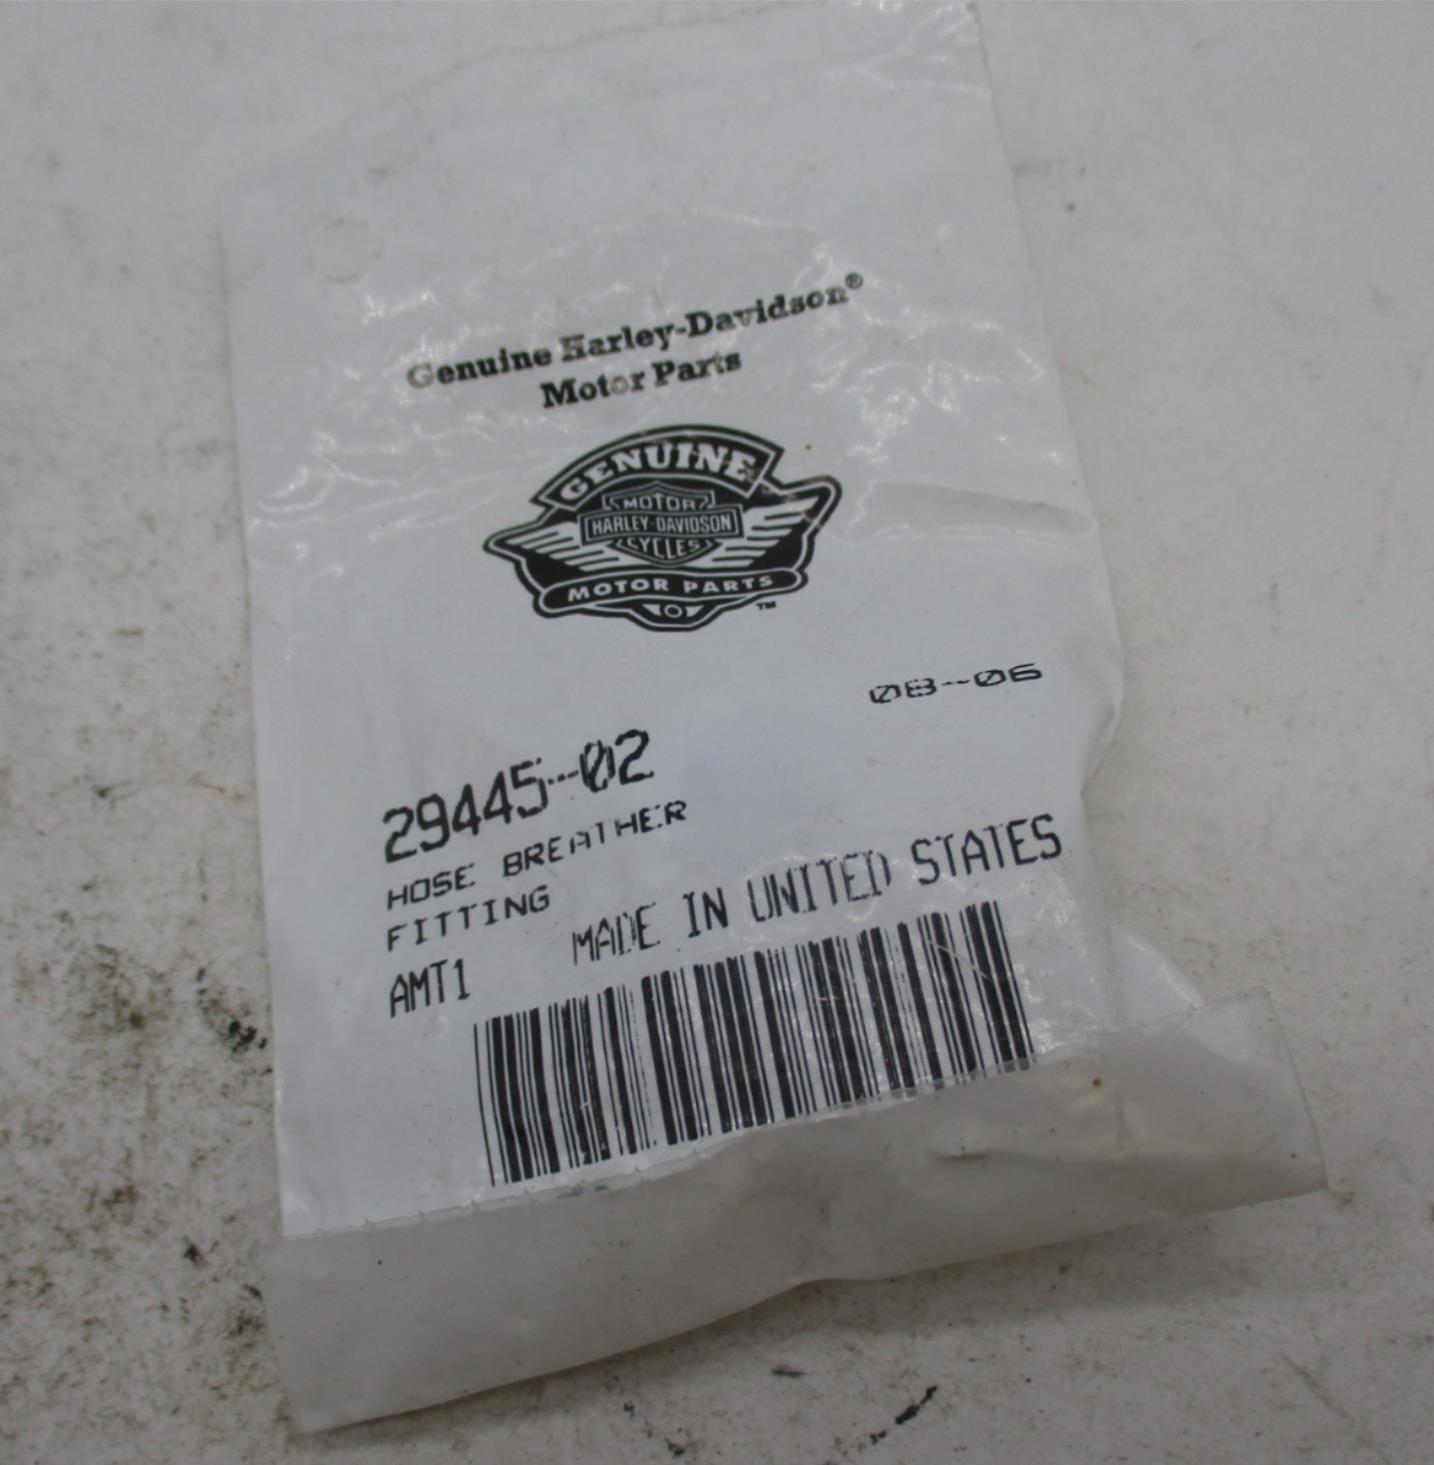 Genuine Harley-Davidson®
Motor Parts
GENUINE
MOTOR
HARLEY-DAVIDSON
CYCLES
MOTOR PARTS
TM
08-06
29445-02
HOSE BREATHER
FITTING
MADE IN UNITED STATES
AMT1